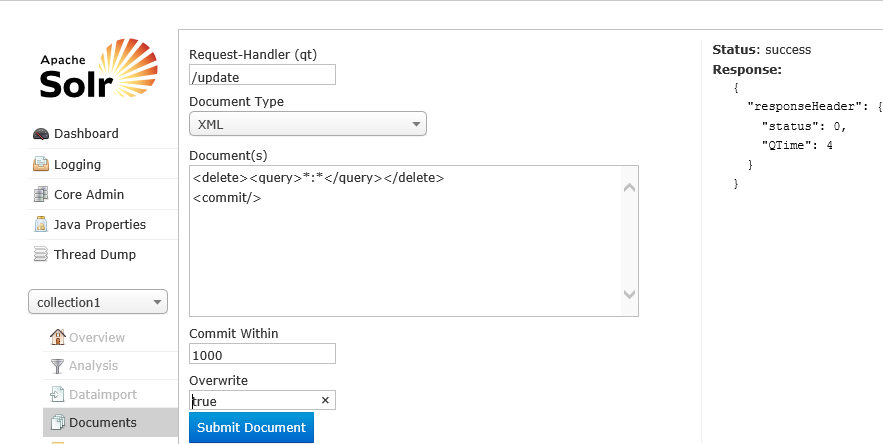 Apache
Solr
Dashboard
Logging
Core Admin
Java Properties
Thread Dump
collection1
Overview
Analysis
Dataimport
Documents
Request-Handler (qt)
/update
Document Type
XML
Document(s)
<delete><query>*:*</query></delete>
<commit/>
Commit Within
1000
Overwrite
true
×
Submit Document
Status: success
Response:
{
"responseHeader": {
"status": 0,
"QTime": 4
}
}